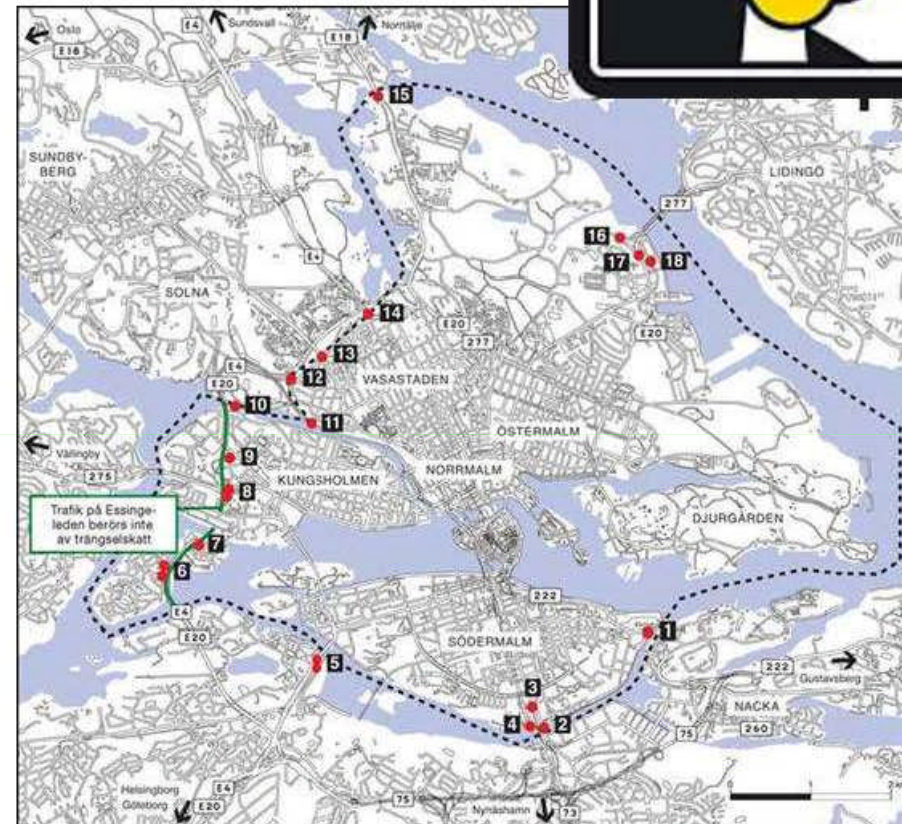 E4
Sundsvall
E18
Norrtälje
Oslo
E18
15
SUNDBY-
BERG
LIDINGÖ
277
16
17
18
E4
SOLNA
14
E20
277
E20
13
E4
12
VASASTADEN
E20
10
11
ÖSTERMALM
Vällingby
9
NORRMALM
275
KUNGSHOLMEN
8
Trafik på Essinge-
leden berörs inte
av trängselskatt
DJURGÅRDEN
7
6
222
E4
1
E20
SÖDERMALM
5
222
Gustavsberg
3
NACKA
4
2
75
260
Helsingborg
Göteborg
E4
E20
75
Nynäshamn
73
0
1